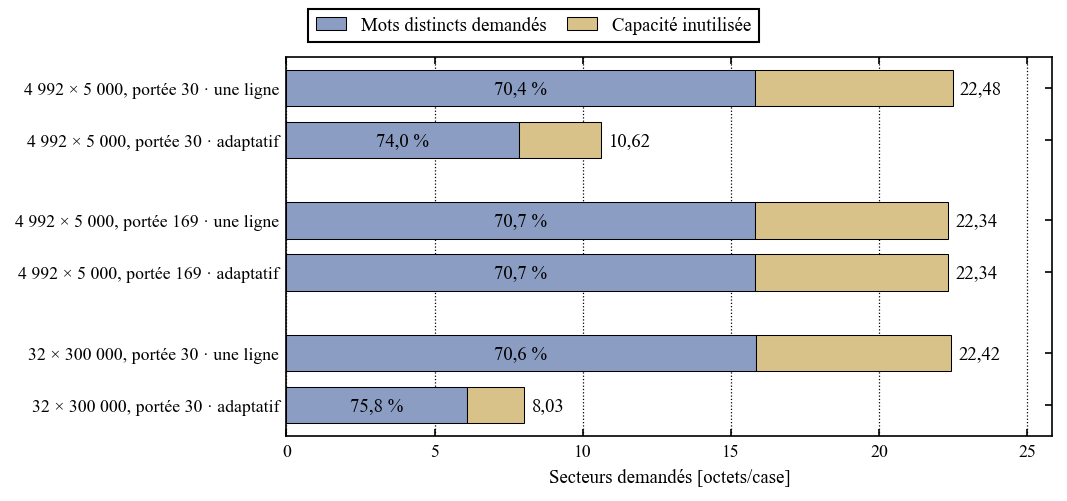 Mots distincts demandés Capacité inutilisée
4 992 × 5 000, portée 30 · une ligne 70,4 % 22,48
4 992 × 5 000, portée 30 · adaptatif 74,0 % 10,62
4 992 × 5 000, portée 169 · une ligne 70,7 % 22,34
4 992 × 5 000, portée 169 · adaptatif 70,7 % 22,34
32 × 300 000, portée 30 · une ligne 70,6 % 22,42
32 × 300 000, portée 30 · adaptatif 75,8 % 8,03
0 5 10 15 20 25
Secteurs demandés [octets/case]